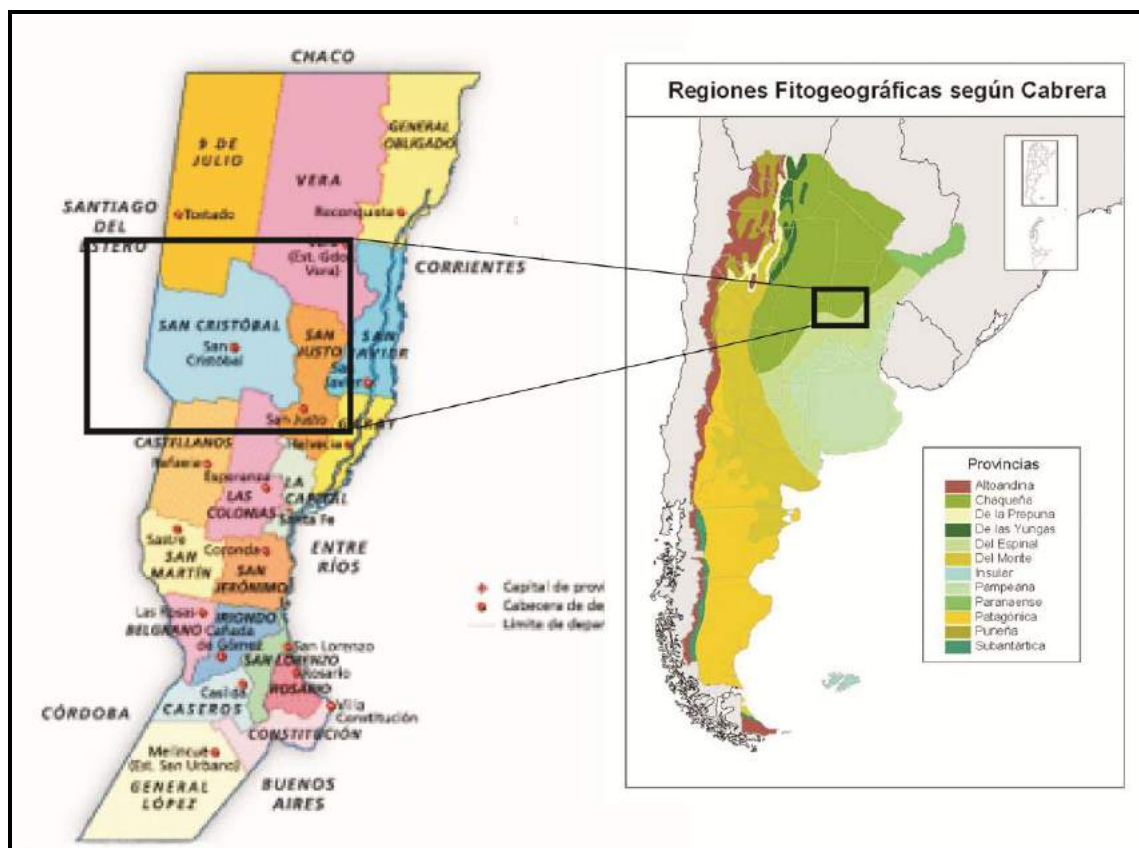 CHACO
9 DE
JULIO
GENERAL
OBLIGADO
VERA
SANTIAGO
DEL
ESTERO
Tostado
Reconquista
(Est. Gdor.
Vera)
CORRIENTES
SAN CRISTÓBAL
San
Cristóbal
SAN
JUSTO
SAN
Javier
San Justo
CASTELLANOS
Helvecia
Rafaela
Esperanza
LAS
COLONIAS
LA
CAPITAL
Santa Fe
Sastre
SAN
MARTÍN
Coronda
SAN
JERÓNIMO
ENTRE
RÍOS
Las Rosas
BELGRANO
IRIONDO
Cañada
de Gómez
San Lorenzo
SAN LORENZO
Rosario
ROSARIO
Casilda
CASEROS
Villa
Constitución
CONSTITUCIÓN
CÓRDOBA
Melincué
(Est. San Urbano)
GENERAL
LÓPEZ
BUENOS
AIRES
Capital de provi
Cabecera de de
Límite de depar
Regiones Fitogeográficas según Cabrera
Provincias
Altoandina
Chaqueña
De la Prepuna
De las Yungas
Del Espinal
Del Monte
Insular
Pampeana
Paranaense
Patagónica
Puneña
Subantártica